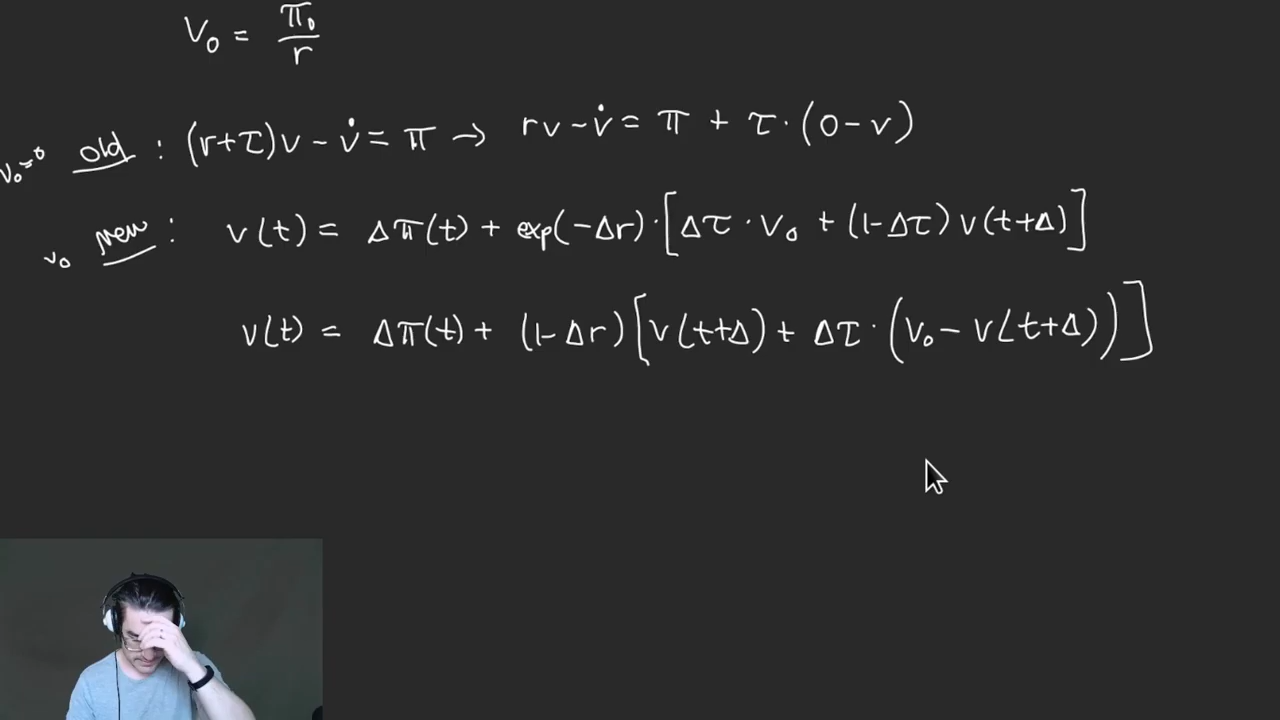 V₀ = π₀/r
v₀=0 old : (r+τ)v − v̇ = π → rv − v̇ = π + τ·(0−v)
v₀ new : v(t) = Δπ(t) + exp(−Δr)·[Δτ·V₀ + (1−Δτ)v(t+Δ)]
v(t) = Δπ(t) + (1−Δr)[v(t+Δ) + Δτ·(v₀ − v(t+Δ))]